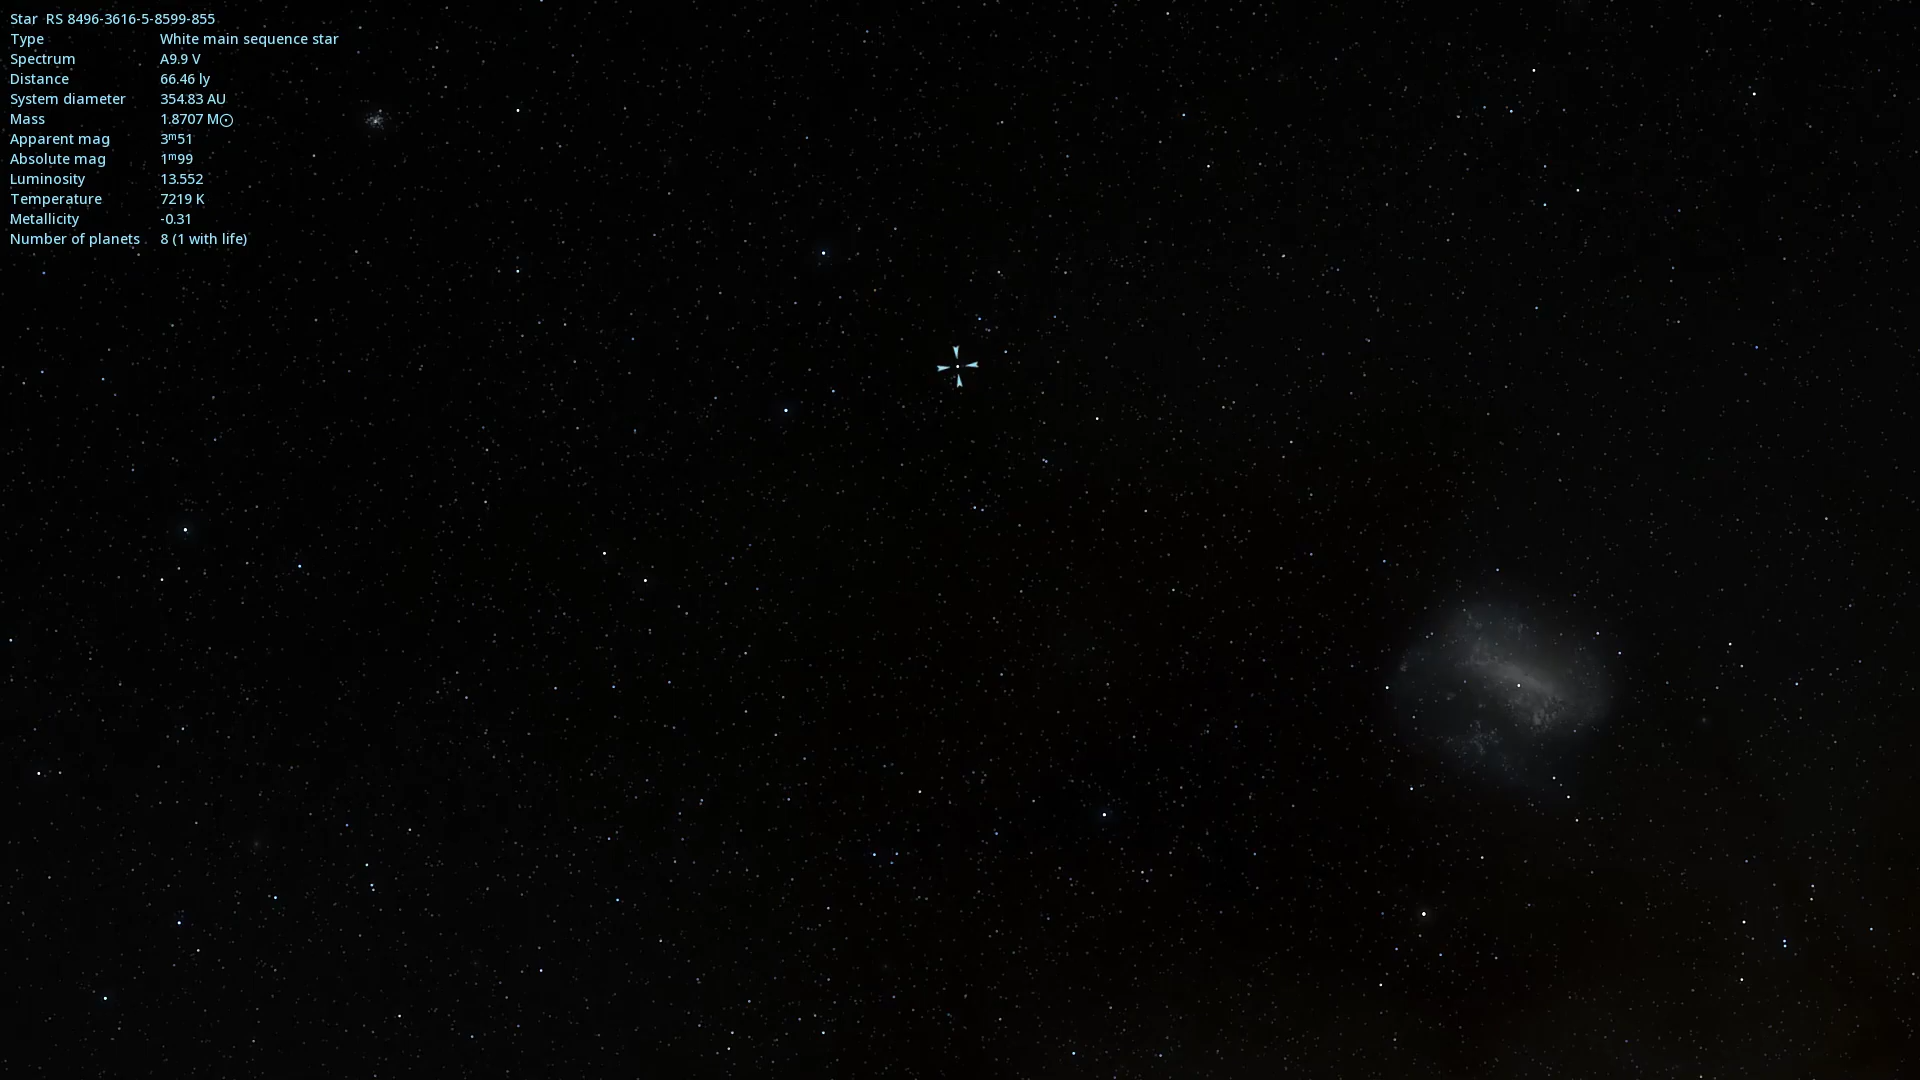 Star RS 8496-3616-5-8599-855
Type White main sequence star
Spectrum A9.9 V
Distance 66.46 ly
System diameter 354.83 AU
Mass 1.8707 M☉
Apparent mag 3ᵐ51
Absolute mag 1ᵐ99
Luminosity 13.552
Temperature 7219 K
Metallicity -0.31
Number of planets 8 (1 with life)